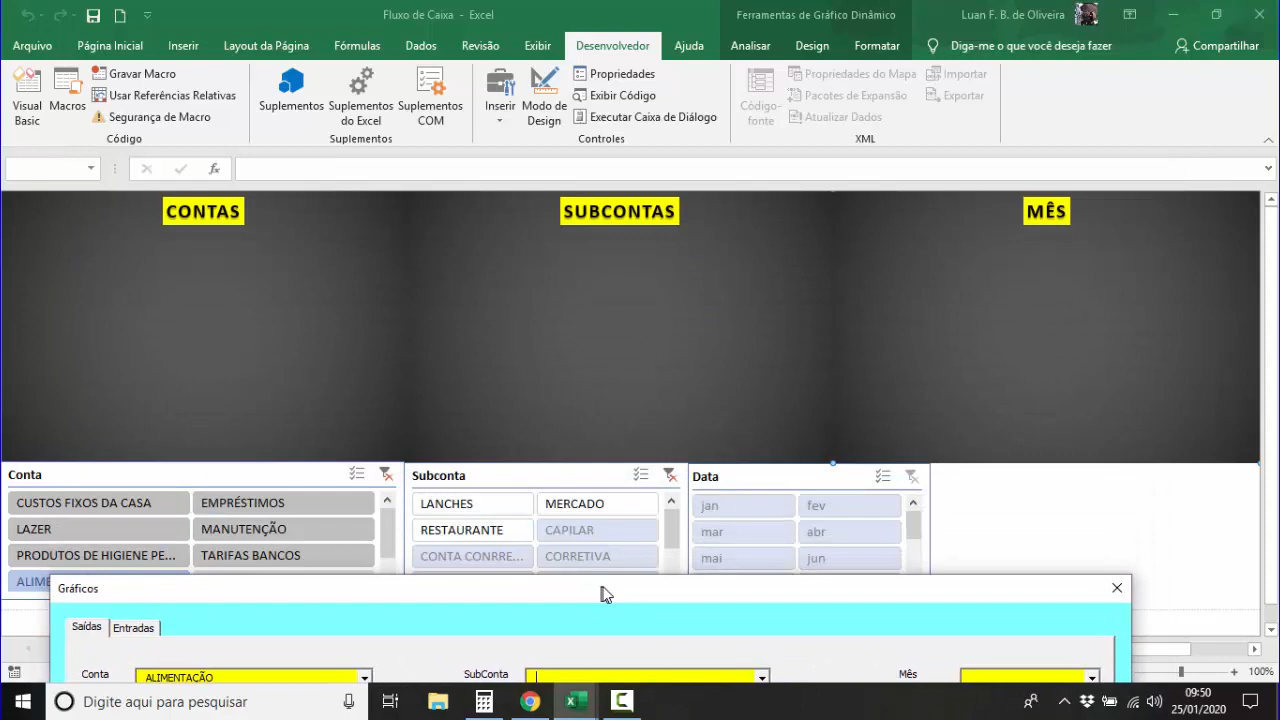 Fluxo de Caixa - Excel
Ferramentas de Gráfico Dinâmico
Luan F. B. de Oliveira
Arquivo Página Inicial Inserir Layout da Página Fórmulas Dados Revisão Exibir Desenvolvedor Ajuda Analisar Design Formatar Diga-me o que você deseja fazer Compartilhar
Visual Basic
Macros
Gravar Macro
Usar Referências Relativas
Segurança de Macro
Código
Suplementos
Suplementos do Excel
Suplementos COM
Suplementos
Inserir
Modo de Design
Propriedades
Exibir Código
Executar Caixa de Diálogo
Controles
Código-fonte
Propriedades do Mapa
Pacotes de Expansão
Atualizar Dados
Importar
Exportar
XML
fx
CONTAS SUBCONTAS MÊS
Conta
CUSTOS FIXOS DA CASA EMPRÉSTIMOS
LAZER MANUTENÇÃO
PRODUTOS DE HIGIENE PE... TARIFAS BANCOS
ALIME
Subconta
LANCHES MERCADO
RESTAURANTE CAPILAR
CONTA CONRRE... CORRETIVA
Data
jan fev
mar abr
mai jun
Gráficos
Saídas Entradas
Conta ALIMENTAÇÃO SubConta Mês
100%
Digite aqui para pesquisar
09:50
25/01/2020